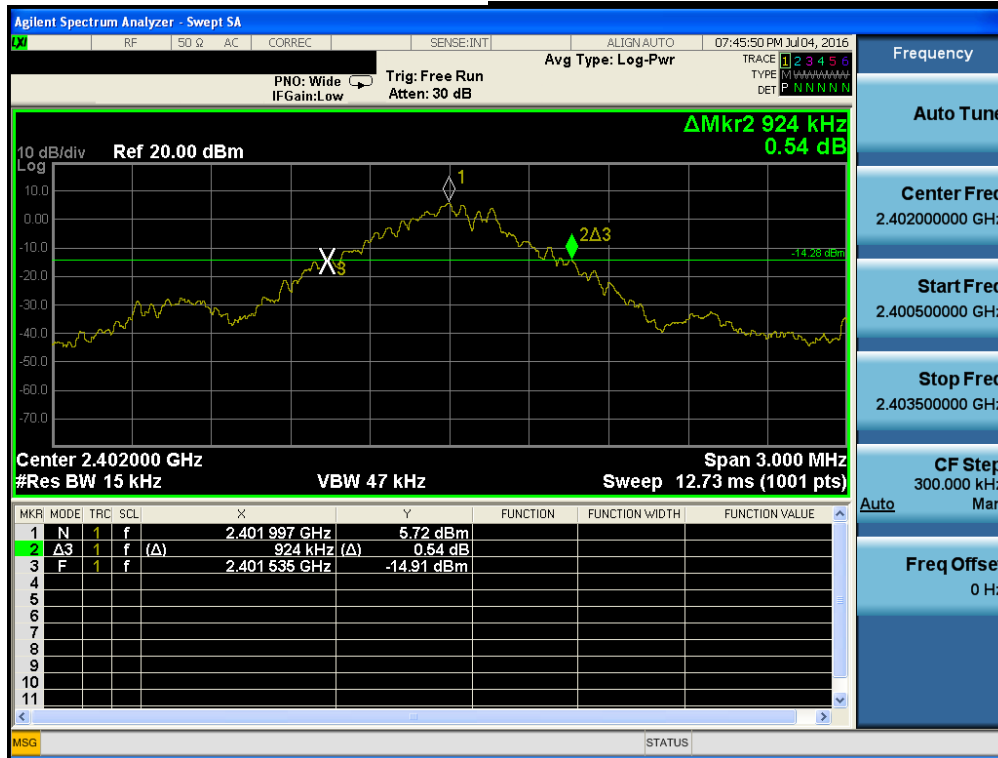 Agilent Spectrum Analyzer - Swept SA
LXI RF 50 Ω AC CORREC SENSE:INT ALIGN AUTO 07:45:50 PM Jul 04, 2016
Frequency
Avg Type: Log-Pwr
TRACE 1 2 3 4 5 6
PNO: Wide Trig: Free Run
TYPE M
IFGain:Low Atten: 30 dB
DET P N N N N N
Auto Tune
ΔMkr2 924 kHz
10 dB/div Ref 20.00 dBm 0.54 dB
Log
1
10.0
Center Freq
2.402000000 GHz
0.00
2Δ3
-10.0
-14.28 dBm
3
-20.0
Start Freq
2.400500000 GHz
-30.0
-40.0
-50.0
Stop Freq
2.403500000 GHz
-60.0
-70.0
Center 2.402000 GHz Span 3.000 MHz
#Res BW 15 kHz VBW 47 kHz Sweep 12.73 ms (1001 pts)
CF Step
300.000 kHz
Auto Man
MKR MODE TRC SCL X Y FUNCTION FUNCTION WIDTH FUNCTION VALUE
1 N 1 f 2.401 997 GHz 5.72 dBm
2 Δ3 1 f (Δ) 924 kHz (Δ) 0.54 dB
3 F 1 f 2.401 535 GHz -14.91 dBm
4
5
6
7
8
9
10
11
Freq Offset
0 Hz
MSG STATUS